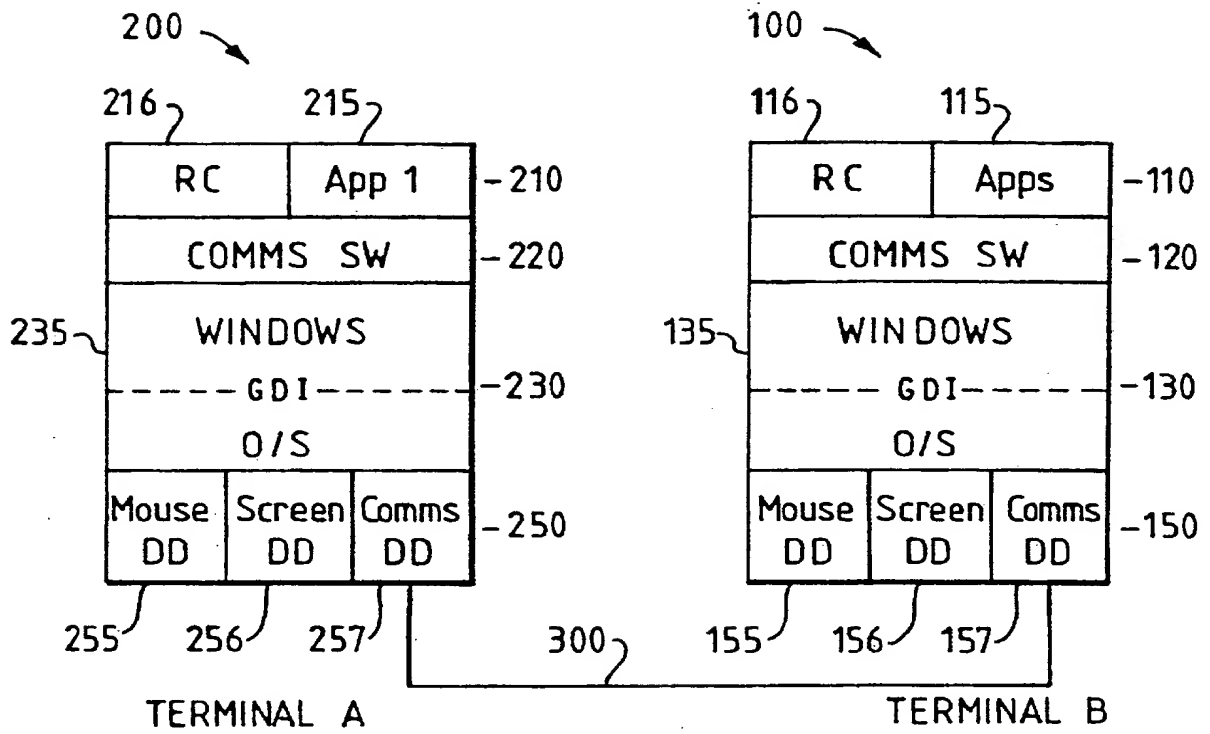 200 100
216 215 116 115
RC App 1 -210 RC Apps -110
COMMS SW -220 COMMS SW -120
235 WINDOWS 135 WINDOWS
GDI -230 GDI -130
O/S O/S
Mouse DD Screen DD Comms DD -250 Mouse DD Screen DD Comms DD -150
255 256 257 300 155 156 157
TERMINAL A TERMINAL B